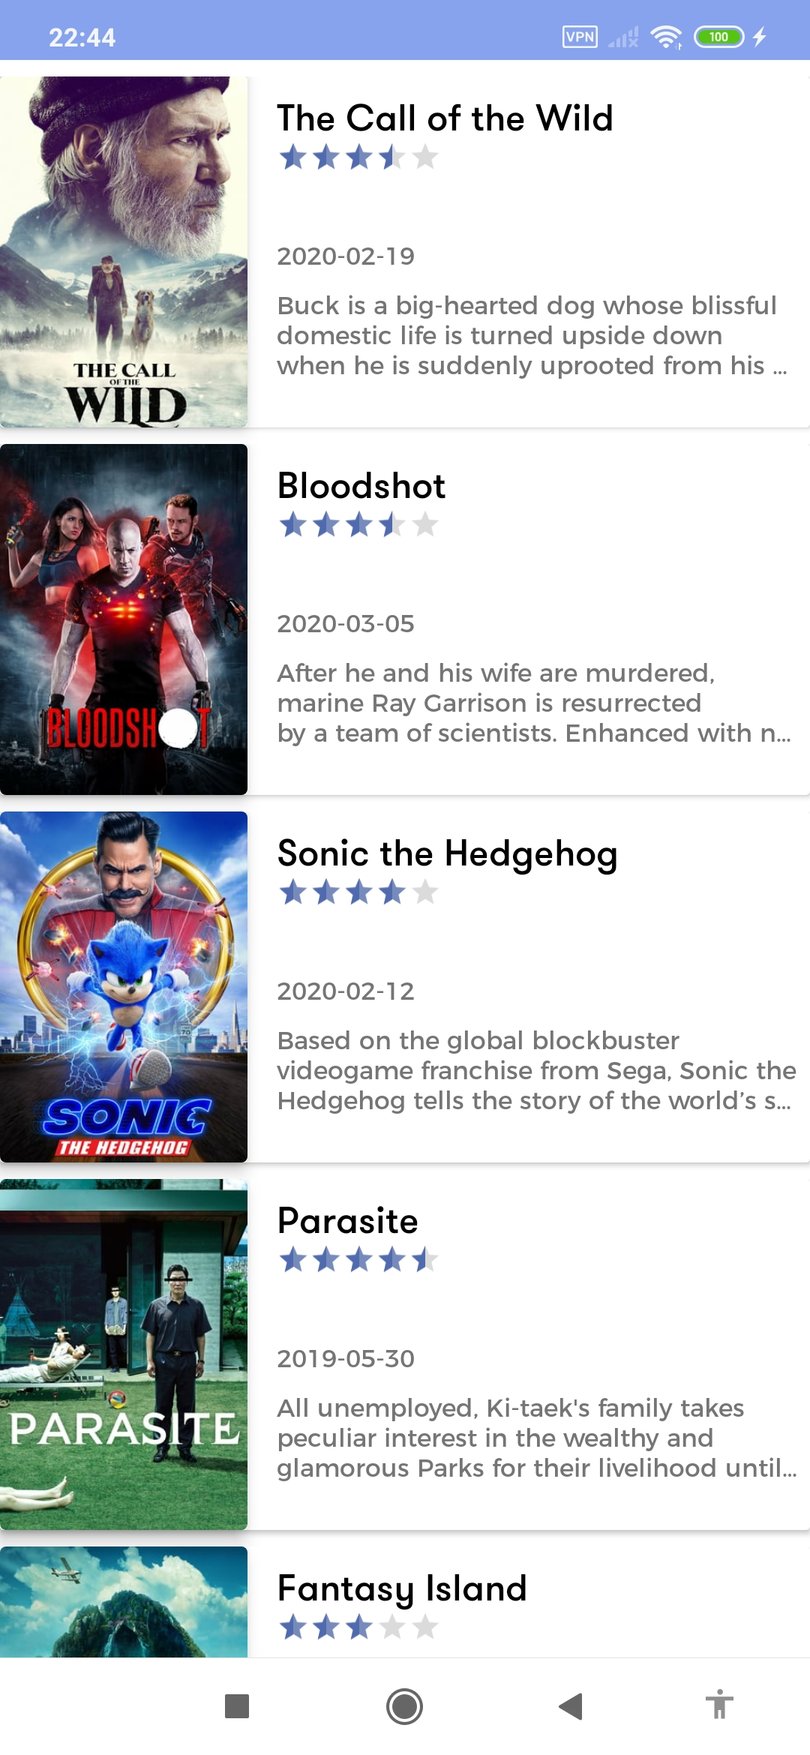 22:44
VPN
100
The Call of the Wild
2020-02-19
Buck is a big-hearted dog whose blissful
domestic life is turned upside down
when he is suddenly uprooted from his ...
THE CALL
OF THE
WILD
Bloodshot
2020-03-05
After he and his wife are murdered,
marine Ray Garrison is resurrected
by a team of scientists. Enhanced with n...
BLOODSHOT
Sonic the Hedgehog
2020-02-12
Based on the global blockbuster
videogame franchise from Sega, Sonic the
Hedgehog tells the story of the world’s s...
SONIC
THE HEDGEHOG
Parasite
2019-05-30
All unemployed, Ki-taek's family takes
peculiar interest in the wealthy and
glamorous Parks for their livelihood until...
PARASITE
Fantasy Island